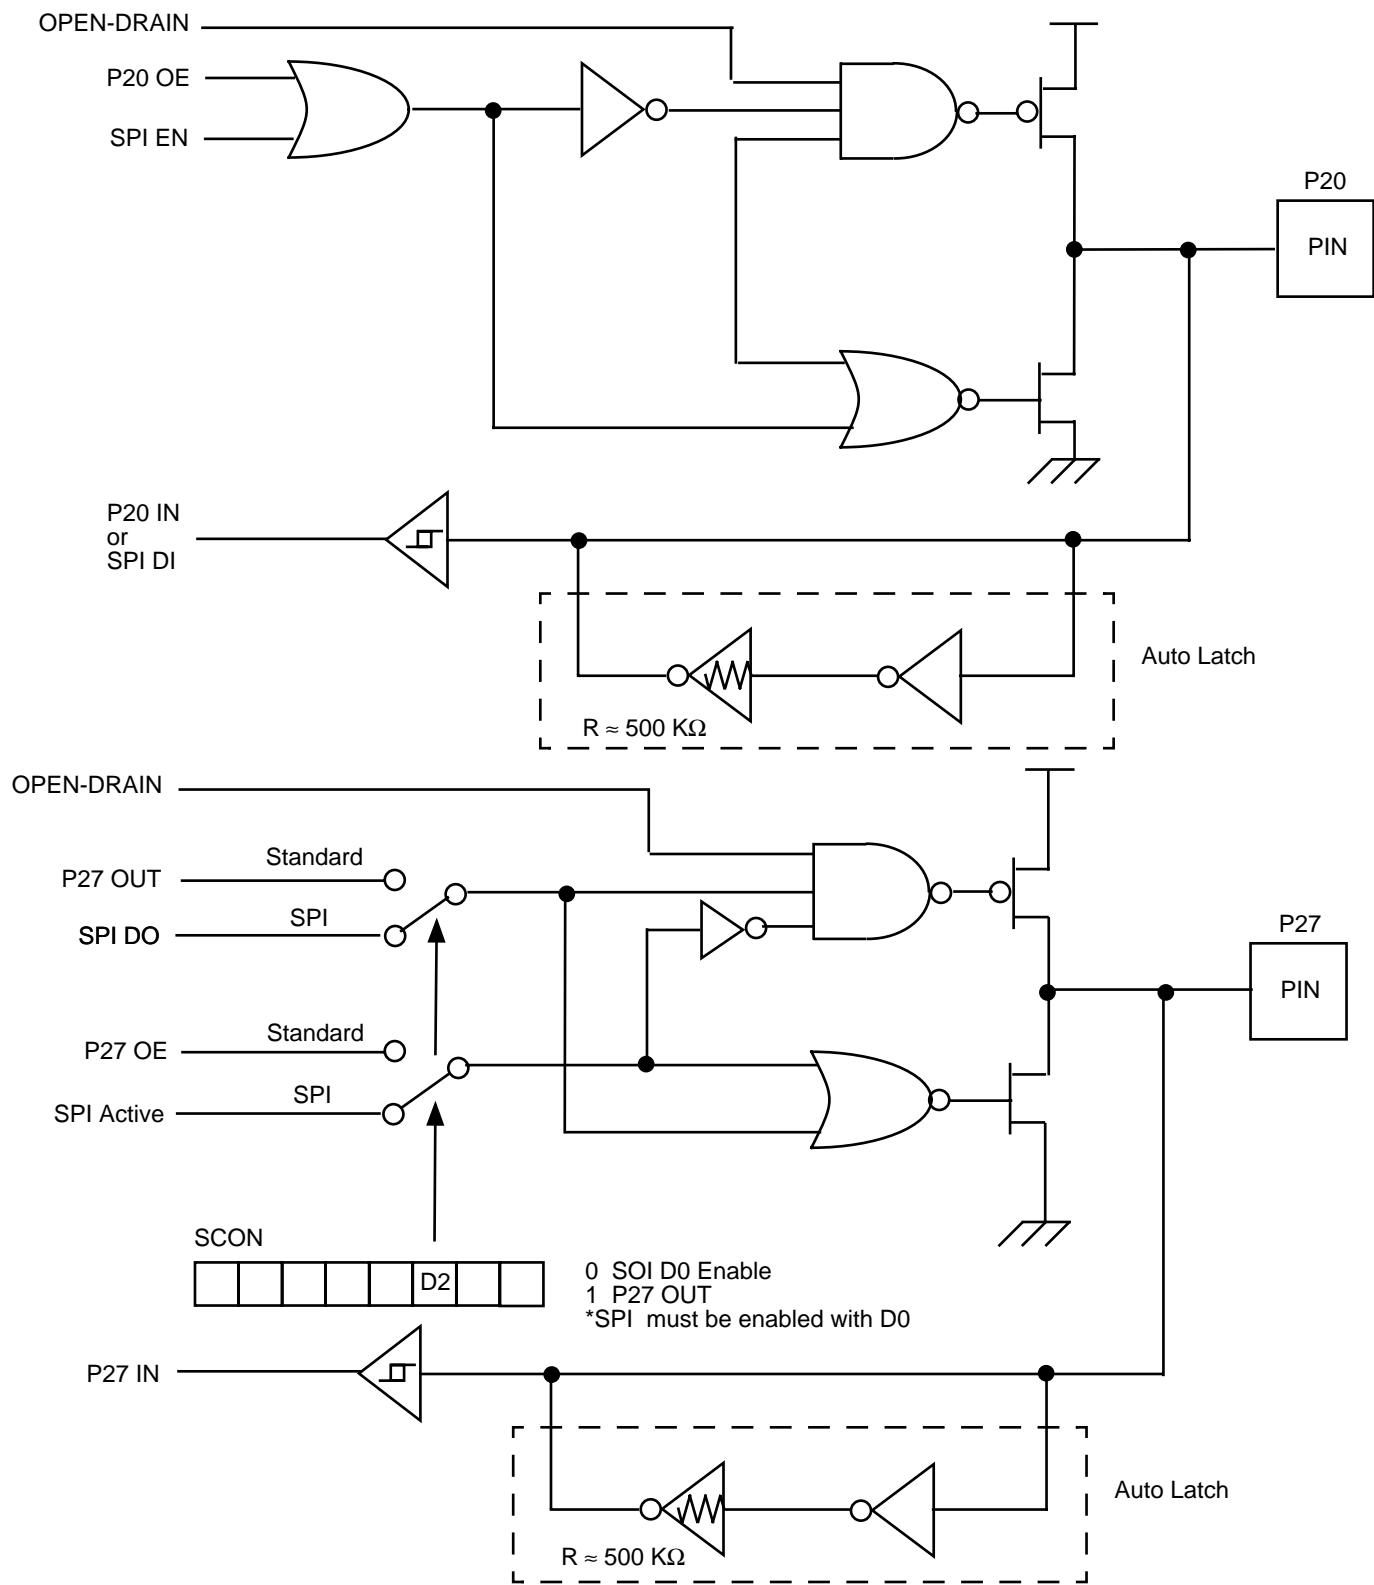 OPEN-DRAIN
P20 OE
SPI EN
P20
PIN
P20 IN
or
SPI DI
Auto Latch
R ≈ 500 KΩ
OPEN-DRAIN
Standard
P27 OUT
SPI
SPI DO
P27
PIN
Standard
P27 OE
SPI
SPI Active
SCON
D2
0 SOI D0 Enable
1 P27 OUT
*SPI must be enabled with D0
P27 IN
Auto Latch
R ≈ 500 KΩ